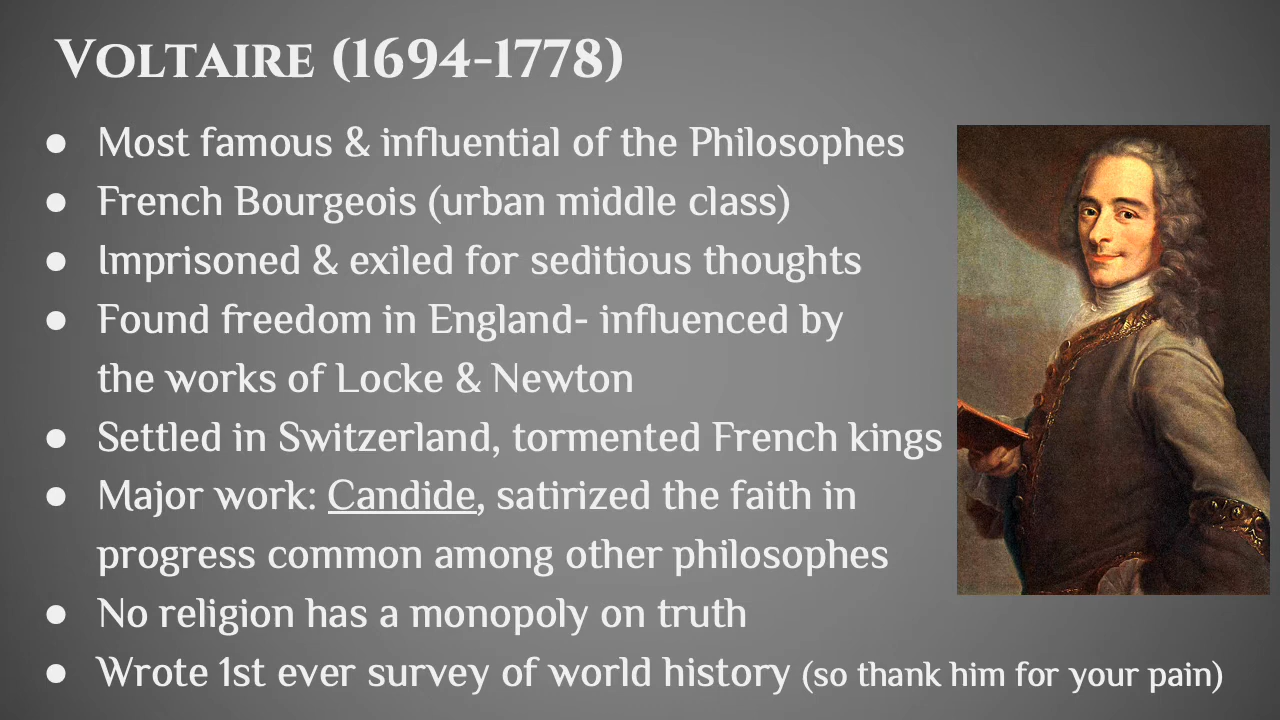 VOLTAIRE (1694-1778)
● Most famous & influential of the Philosophes
● French Bourgeois (urban middle class)
● Imprisoned & exiled for seditious thoughts
● Found freedom in England- influenced by
the works of Locke & Newton
● Settled in Switzerland, tormented French kings
● Major work: Candide, satirized the faith in
progress common among other philosophes
● No religion has a monopoly on truth
● Wrote 1st ever survey of world history (so thank him for your pain)